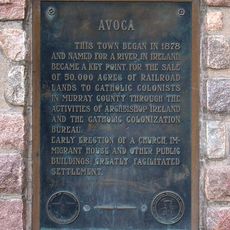 AVOCA
THIS TOWN BEGAN IN 1878
AND NAMED FOR A RIVER IN IRELAND
BECAME A KEY POINT FOR THE SALE
OF 50,000 ACRES OF RAILROAD
LANDS TO CATHOLIC COLONISTS
IN MURRAY COUNTY THROUGH THE
ACTIVITIES OF ARCHBISHOP IRELAND
AND THE CATHOLIC COLONIZATION
BUREAU.
EARLY ERECTION OF A CHURCH, IM-
MIGRANT HOUSE AND OTHER PUBLIC
BUILDINGS, GREATLY FACILITATED
SETTLEMENT.